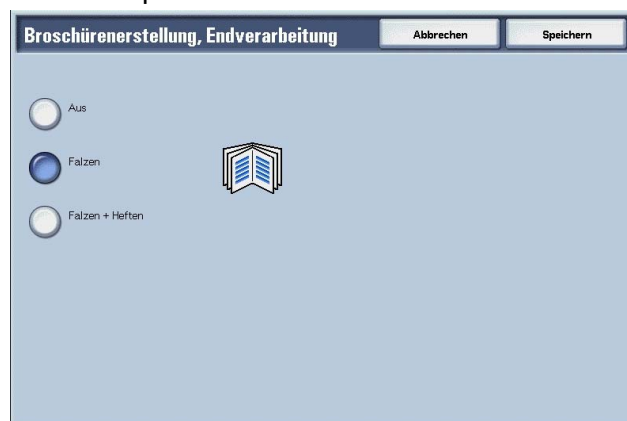 Broschürenerstellung, Endverarbeitung Abbrechen Speichern
Aus
Falzen
Falzen + Heften